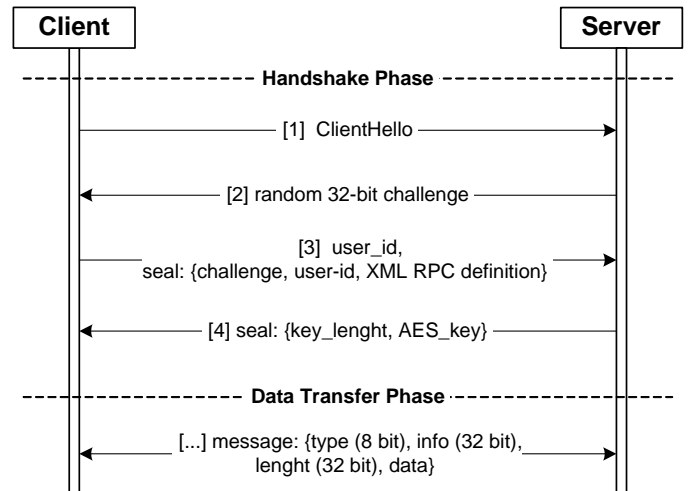 Client
Server
Handshake Phase
[1] ClientHello
[2] random 32-bit challenge
[3] user_id,
seal: {challenge, user-id, XML RPC definition}
[4] seal: {key_lenght, AES_key}
Data Transfer Phase
[...] message: {type (8 bit), info (32 bit),
lenght (32 bit), data}